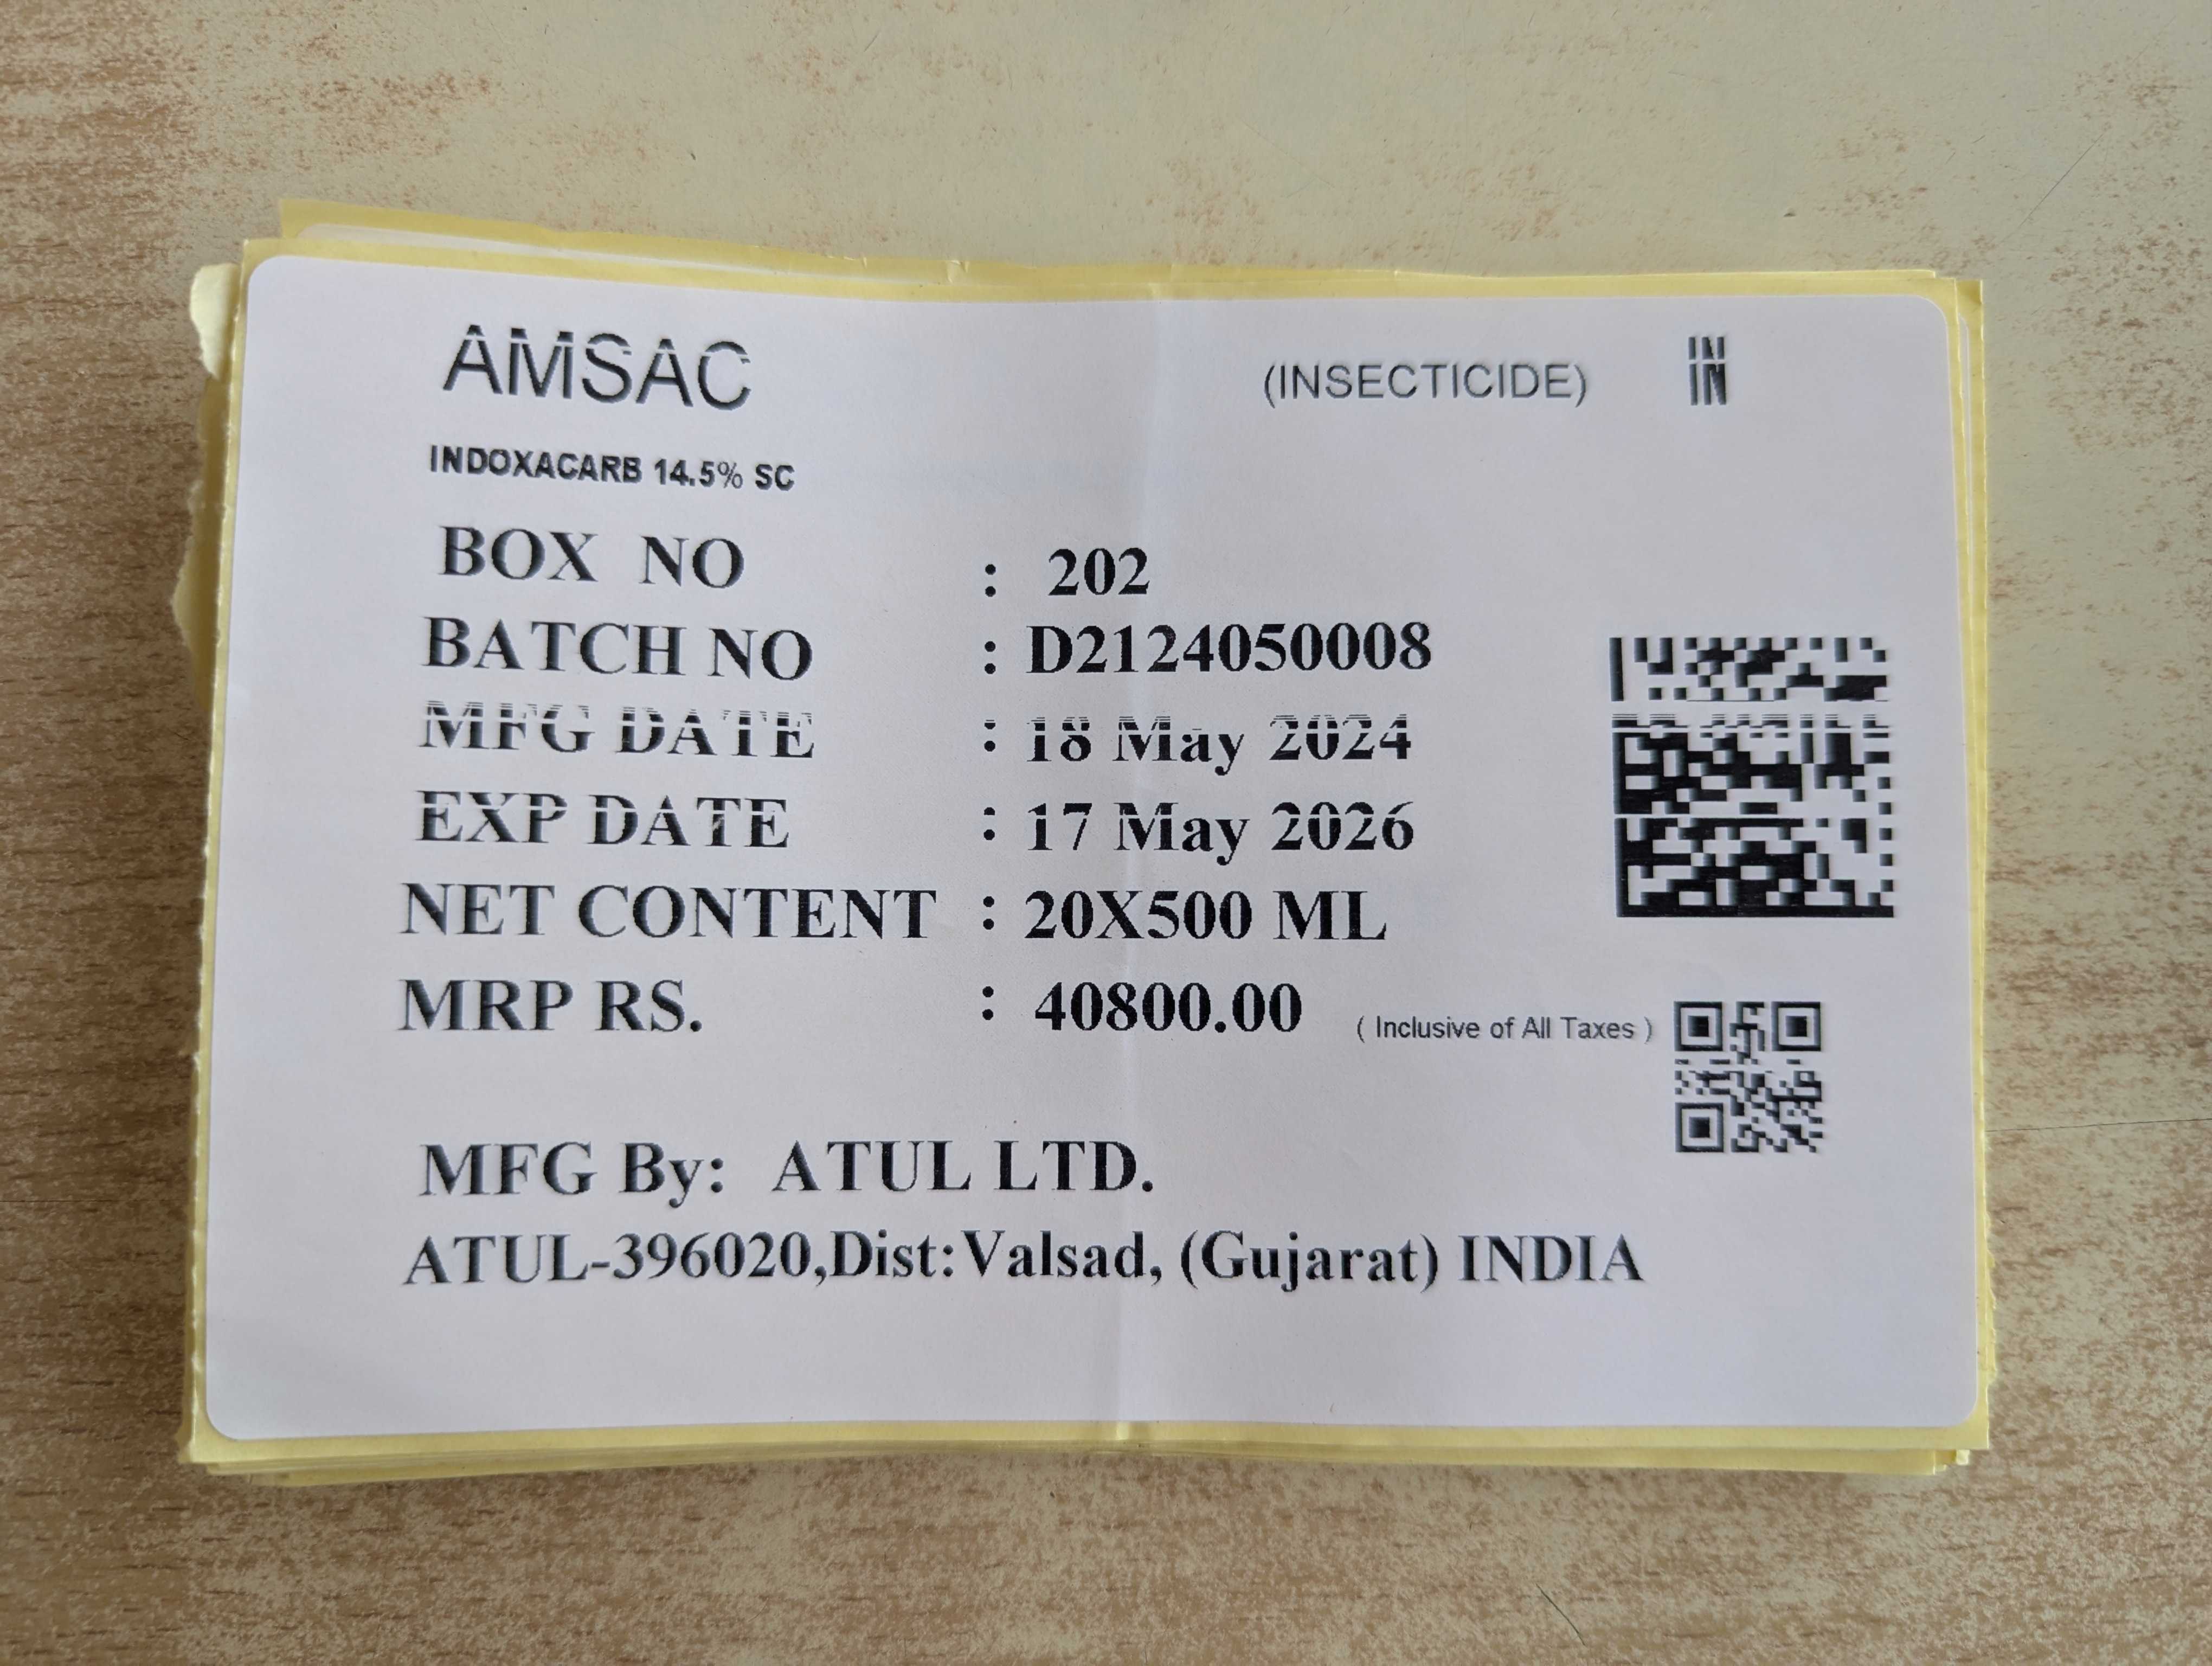 AMSAC (INSECTICIDE) IN
INDOXACARB 14.5% SC
BOX NO : 202
BATCH NO : D2124050008
MFG DATE : 18 May 2024
EXP DATE : 17 May 2026
NET CONTENT : 20X500 ML
MRP RS. : 40800.00 ( Inclusive of All Taxes )
MFG By: ATUL LTD.
ATUL-396020,Dist:Valsad, (Gujarat) INDIA